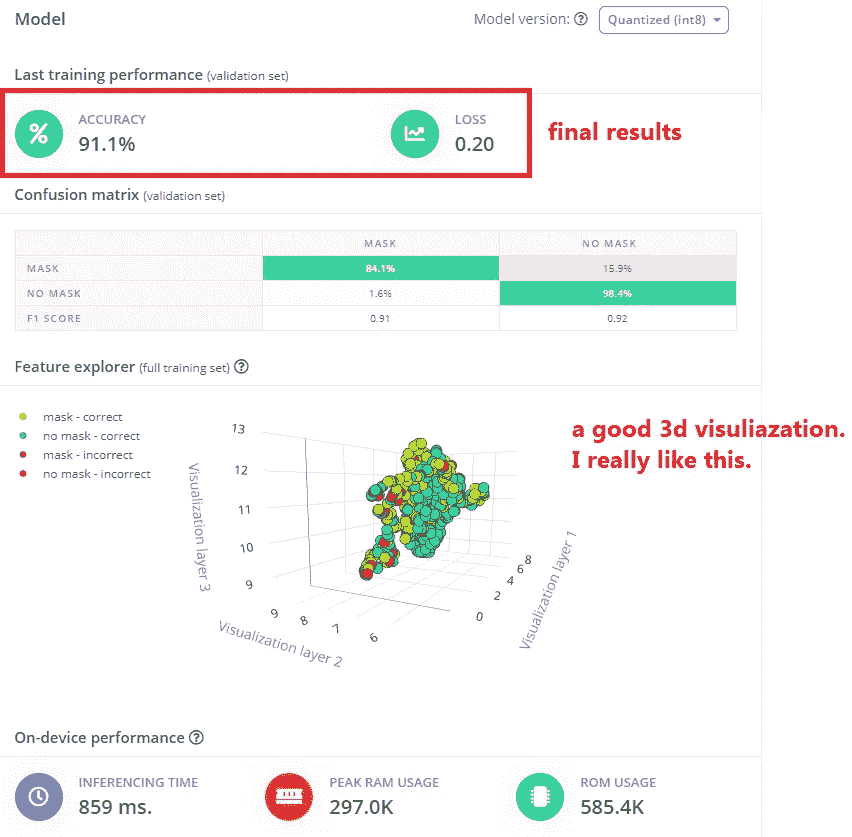 Model
Model version: ? Quantized (int8)
Last training performance (validation set)
ACCURACY
91.1%
LOSS
0.20
final results
Confusion matrix (validation set)
MASK NO MASK
MASK 84.1% 15.9%
NO MASK 1.6% 98.4%
F1 SCORE 0.91 0.92
Feature explorer (full training set) ?
mask - correct
no mask - correct
mask - incorrect
no mask - incorrect
a good 3d visuliazation.
I really like this.
13
12
11
10
9
Visualization layer 3
9
8
7
6
Visualization layer 2
0
2
4
6
8
Visualization layer 1
On-device performance ?
INFERENCING TIME
859 ms.
PEAK RAM USAGE
297.0K
ROM USAGE
585.4K